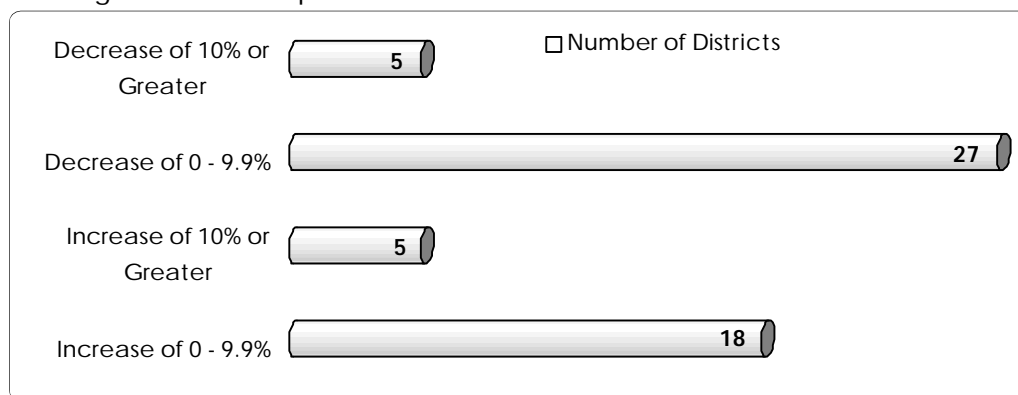 Decrease of 10% or
Greater
5
Number of Districts
Decrease of 0 - 9.9%
27
Increase of 10% or
Greater
5
Increase of 0 - 9.9%
18